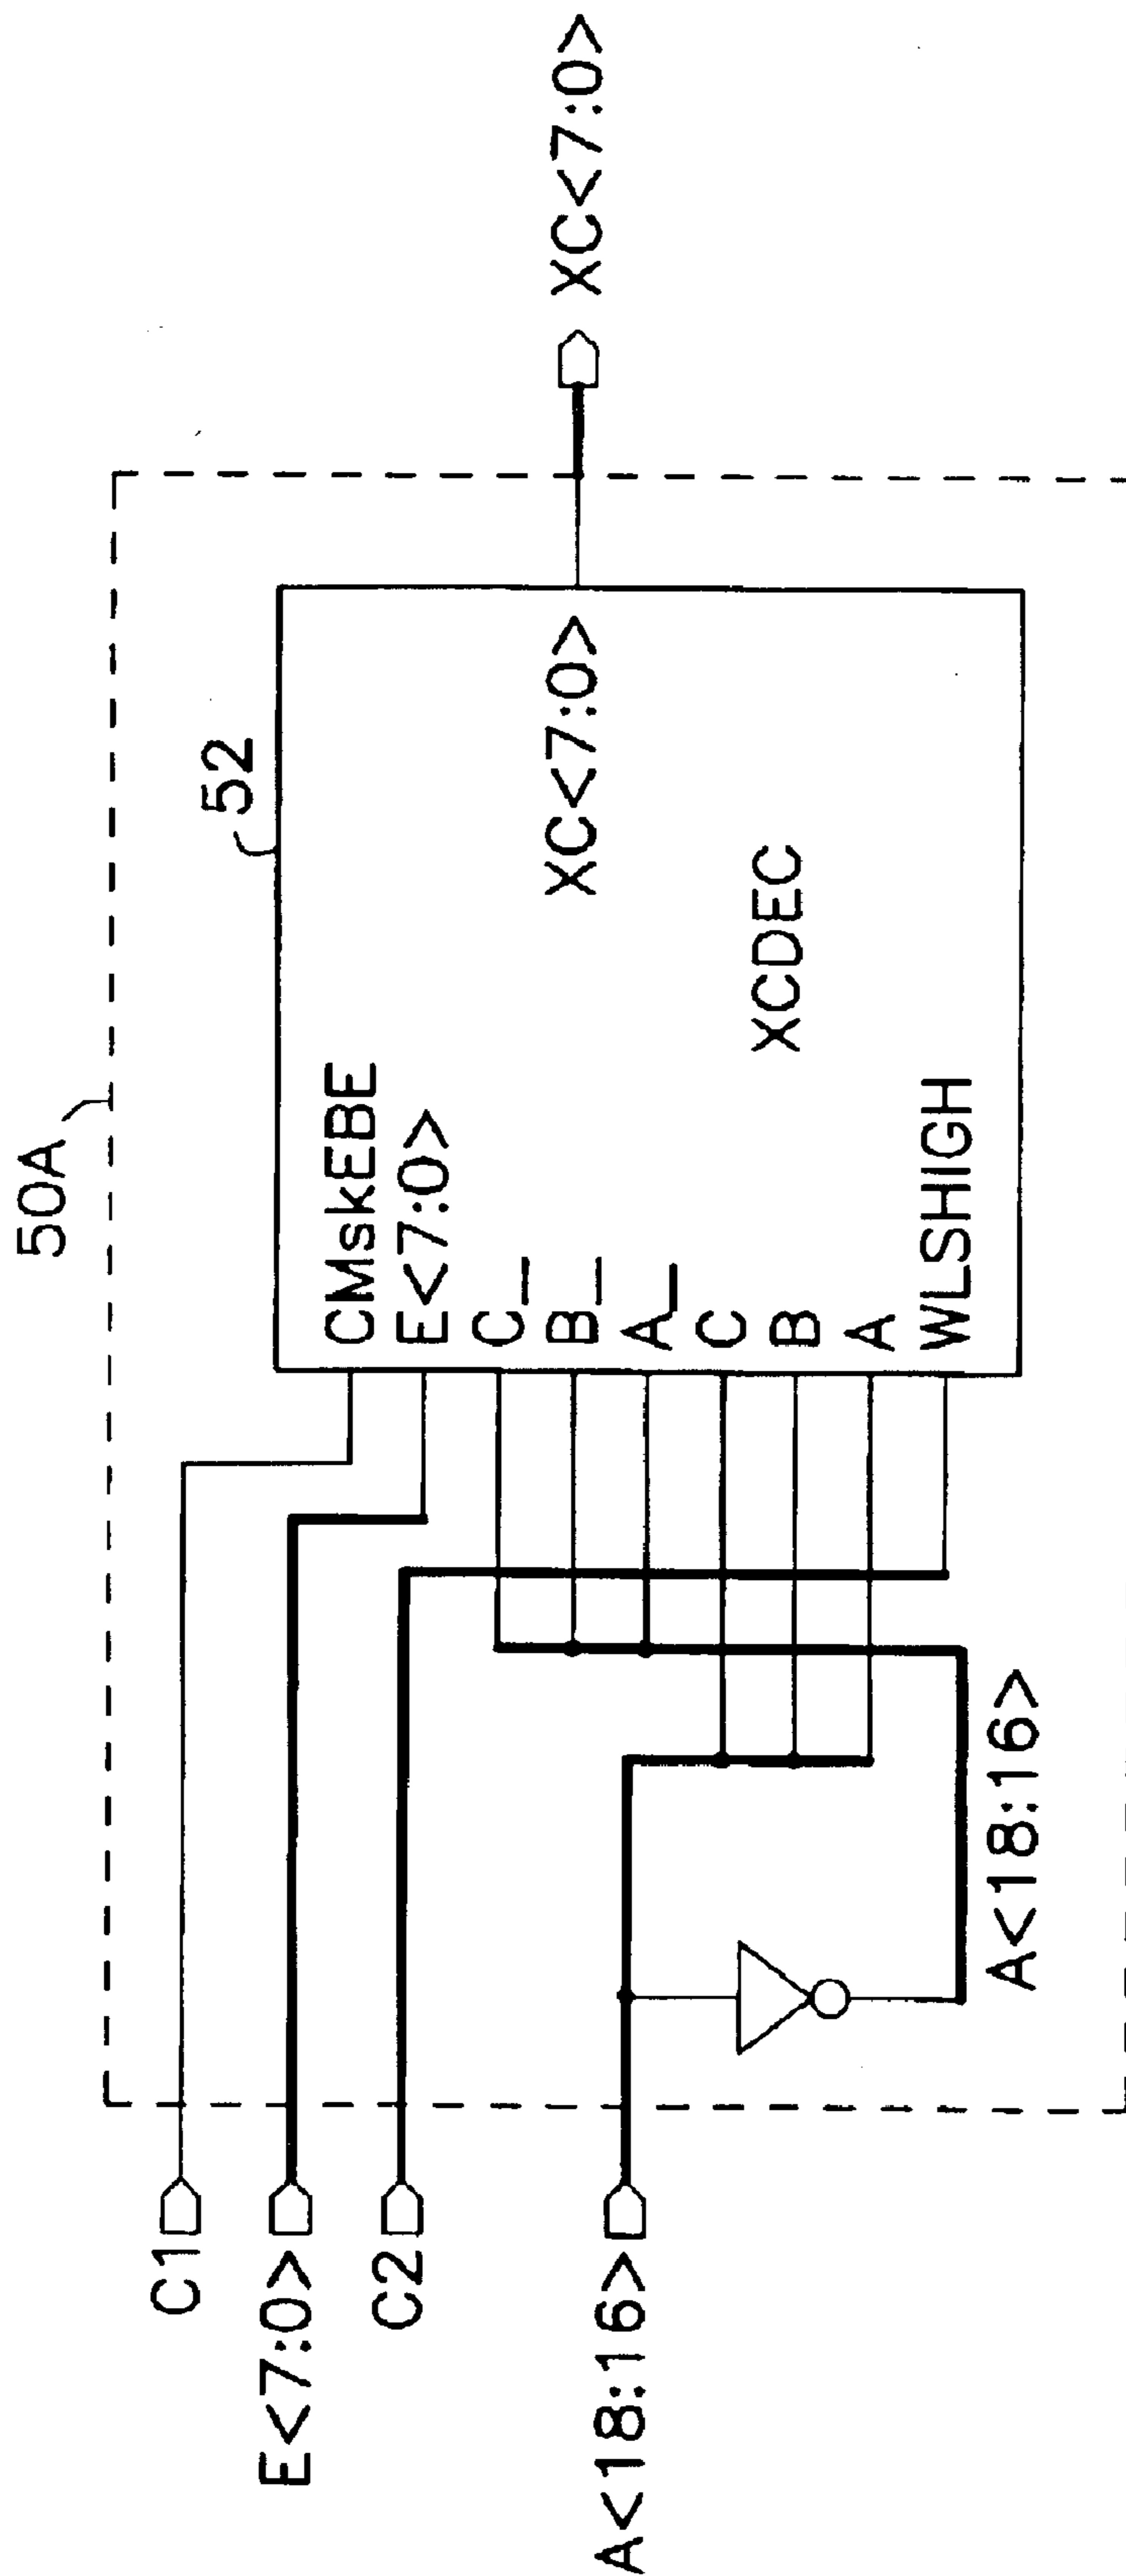 50A
52
C1
E<7:0>
C2
A<18:16>
CMskEBE
E<7:0>
C_
B_
A_
C
B
A
WLSHIGH
XC<7:0>
XCDEC
XC<7:0>
A<18:16>